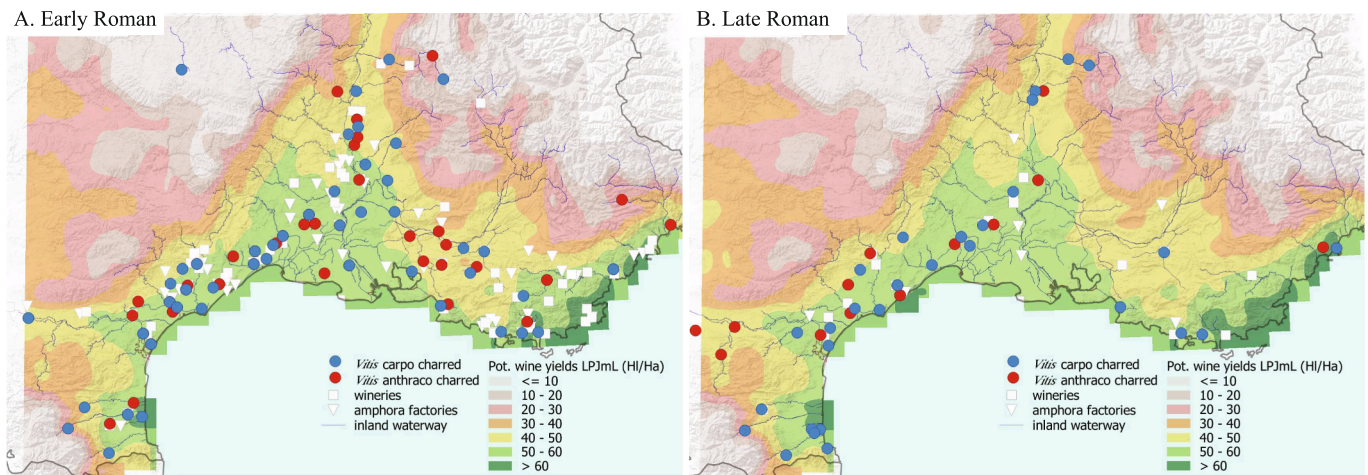 A. Early Roman
B. Late Roman
Vitis carpo charred
Vitis anthraco charred
wineries
amphora factories
inland waterway
Pot. wine yields LPJmL (Hl/Ha)
<= 10
10 - 20
20 - 30
30 - 40
40 - 50
50 - 60
> 60
Vitis carpo charred
Vitis anthraco charred
wineries
amphora factories
inland waterway
Pot. wine yields LPJmL (Hl/Ha)
<= 10
10 - 20
20 - 30
30 - 40
40 - 50
50 - 60
> 60